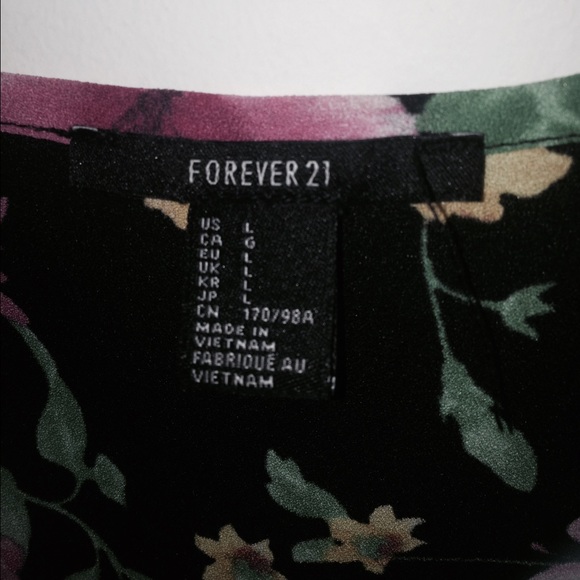 FOREVER 21
US L
CA G
EU L
UK L
KR L
JP L
CN 170/98A
MADE IN
VIETNAM
FABRIQUÉ AU
VIETNAM